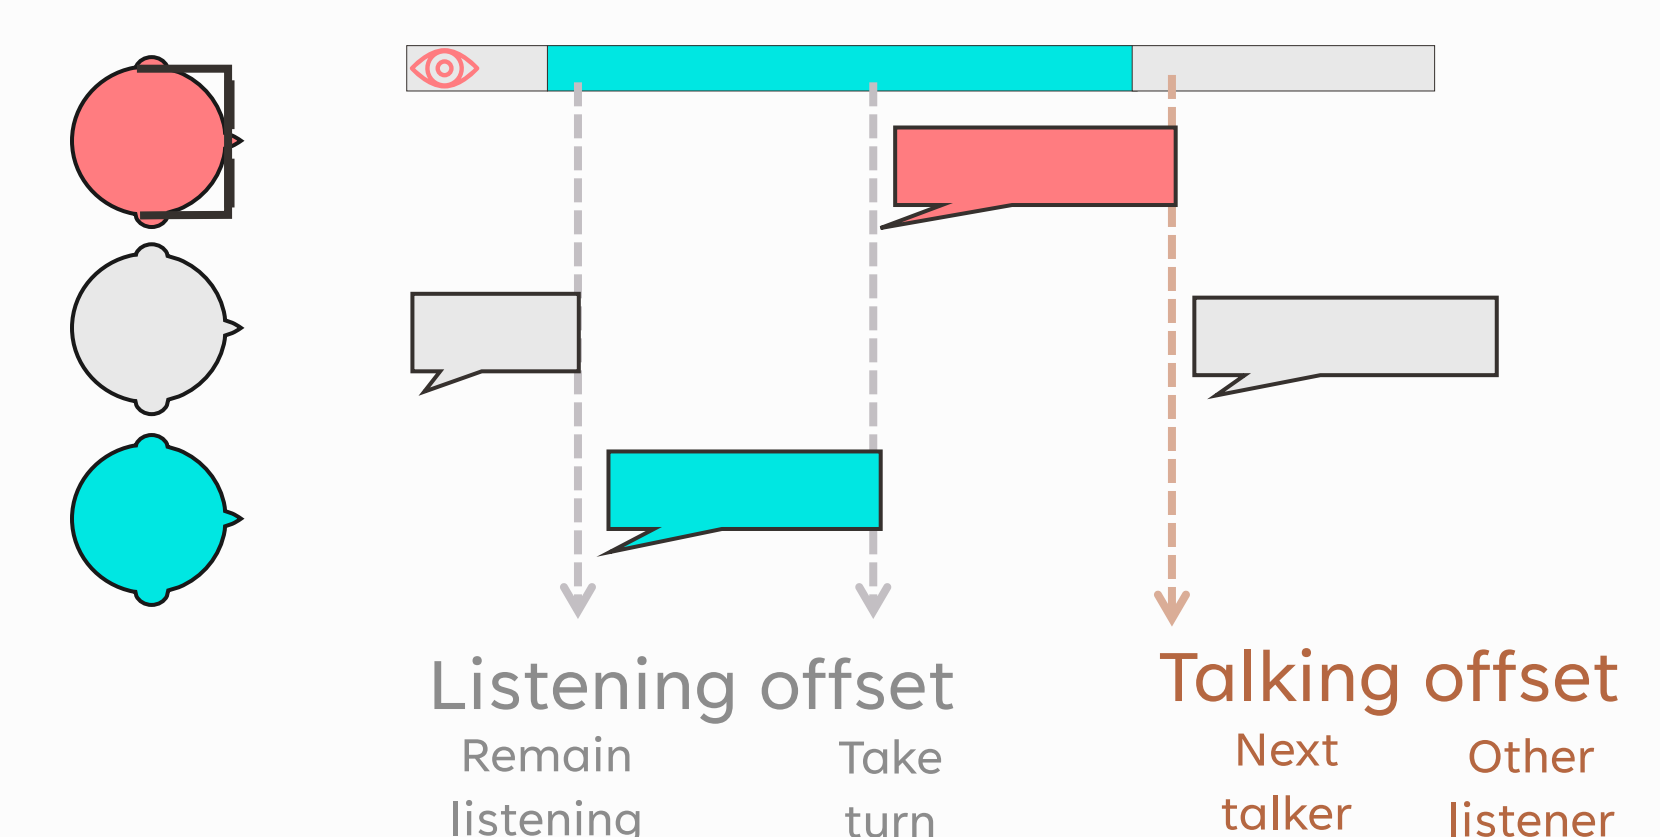 Listening offset
Talking offset
Remain
listening
Take
turn
Next
talker
Other
listener